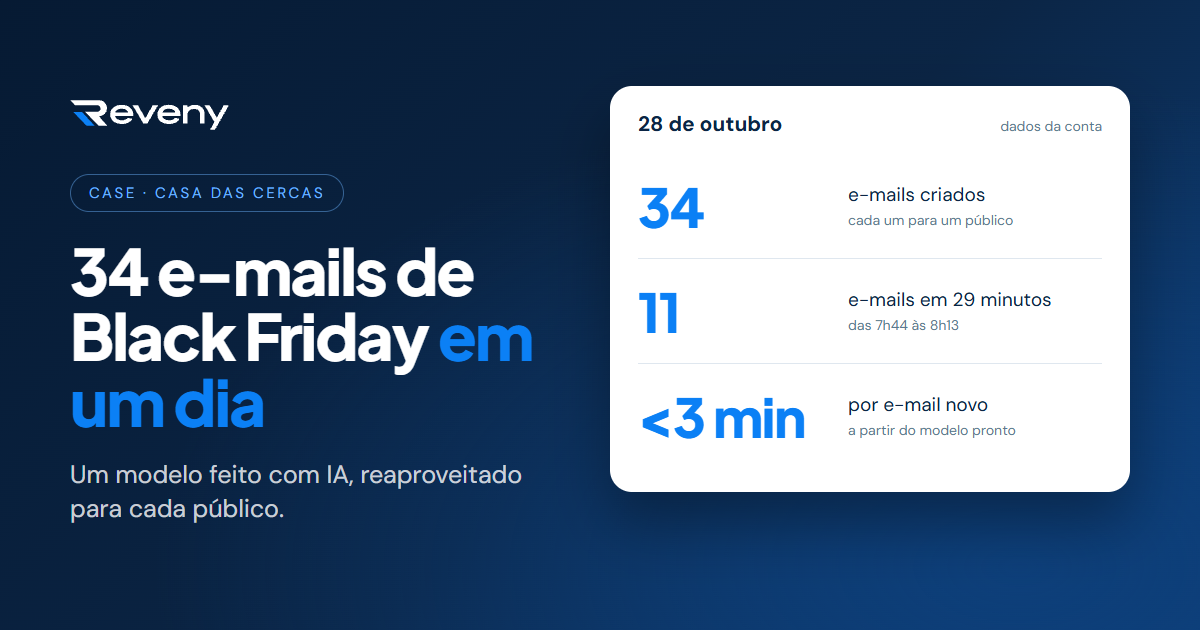 Reveny
CASE · CASA DAS CERCAS
34 e-mails de
Black Friday em
um dia
Um modelo feito com IA, reaproveitado
para cada público.
28 de outubro
dados da conta
34
e-mails criados
cada um para um público
11
e-mails em 29 minutos
das 7h44 às 8h13
<3 min
por e-mail novo
a partir do modelo pronto